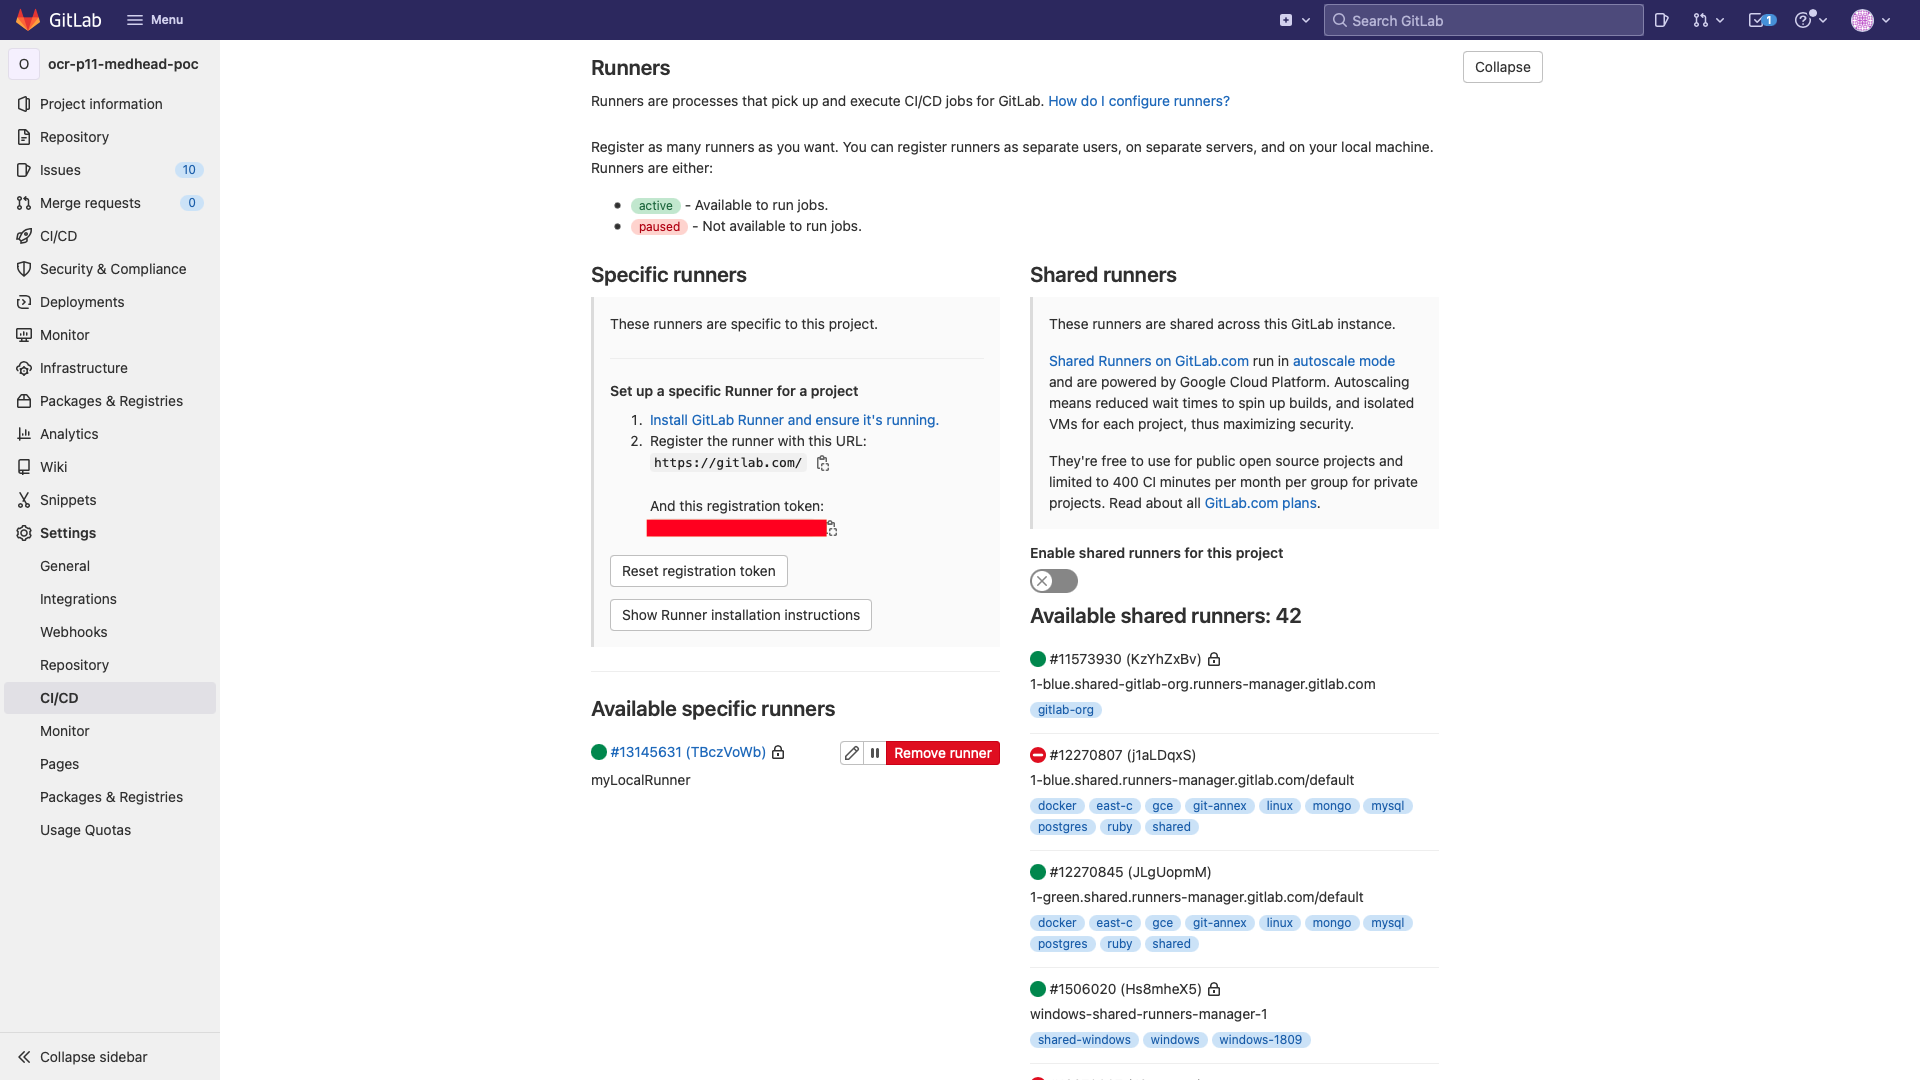 GitLab
Menu
Search GitLab
1
O
ocr-p11-medhead-poc
Project information
Repository
Issues 10
Merge requests 0
CI/CD
Security & Compliance
Deployments
Monitor
Infrastructure
Packages & Registries
Analytics
Wiki
Snippets
Settings
General
Integrations
Webhooks
Repository
CI/CD
Monitor
Pages
Packages & Registries
Usage Quotas
Collapse sidebar
Runners
Collapse
Runners are processes that pick up and execute CI/CD jobs for GitLab. How do I configure runners?
Register as many runners as you want. You can register runners as separate users, on separate servers, and on your local machine.
Runners are either:
active - Available to run jobs.
paused - Not available to run jobs.
Specific runners
These runners are specific to this project.
Set up a specific Runner for a project
1. Install GitLab Runner and ensure it's running.
2. Register the runner with this URL:
https://gitlab.com/
And this registration token:
Reset registration token
Show Runner installation instructions
Available specific runners
#13145631 (TBczVoWb)
Remove runner
myLocalRunner
Shared runners
These runners are shared across this GitLab instance.
Shared Runners on GitLab.com run in autoscale mode
and are powered by Google Cloud Platform. Autoscaling
means reduced wait times to spin up builds, and isolated
VMs for each project, thus maximizing security.
They're free to use for public open source projects and
limited to 400 CI minutes per month per group for private
projects. Read about all GitLab.com plans.
Enable shared runners for this project
Available shared runners: 42
#11573930 (KzYhZxBv)
1-blue.shared-gitlab-org.runners-manager.gitlab.com
gitlab-org
#12270807 (j1aLDqxS)
1-blue.shared.runners-manager.gitlab.com/default
docker east-c gce git-annex linux mongo mysql
postgres ruby shared
#12270845 (JLgUopmM)
1-green.shared.runners-manager.gitlab.com/default
docker east-c gce git-annex linux mongo mysql
postgres ruby shared
#1506020 (Hs8mheX5)
windows-shared-runners-manager-1
shared-windows windows windows-1809